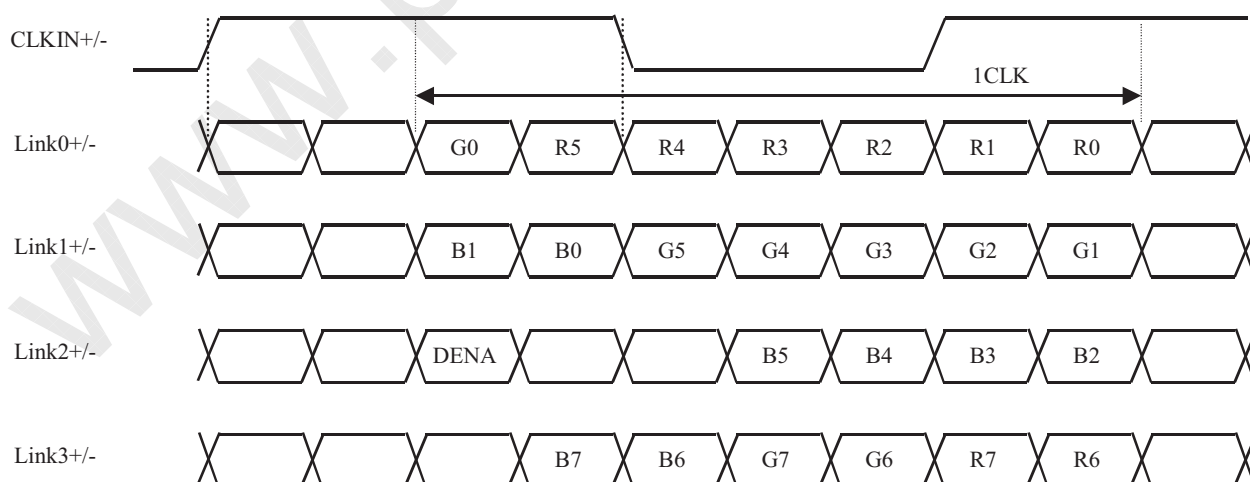 CLKIN+/-
1CLK
Link0+/- G0 R5 R4 R3 R2 R1 R0
Link1+/- B1 B0 G5 G4 G3 G2 G1
Link2+/- DENA B5 B4 B3 B2
Link3+/- B7 B6 G7 G6 R7 R6
www.p